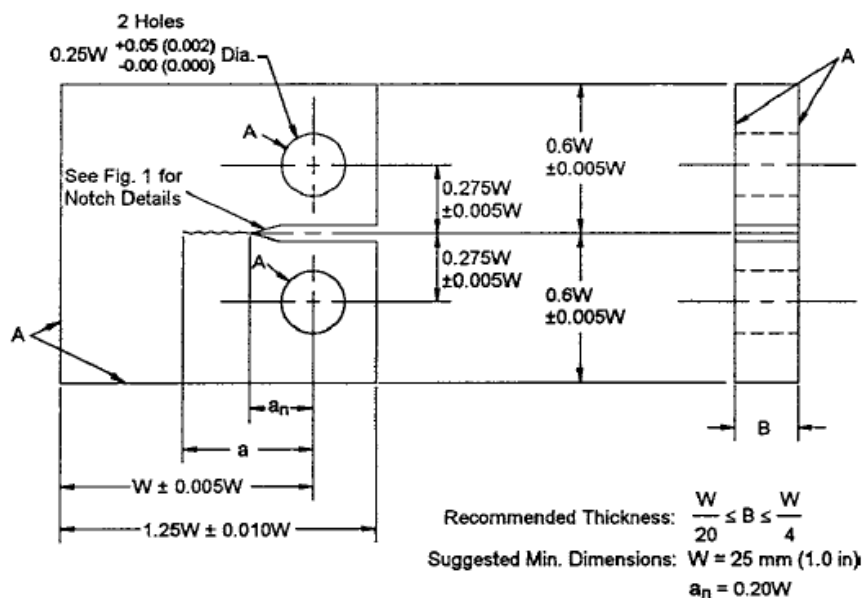 2 Holes
0.25W +0.05 (0.002) Dia.
-0.00 (0.000)
A
A
0.6W
±0.005W
See Fig. 1 for
Notch Details
0.275W
±0.005W
A
0.275W
±0.005W
0.6W
±0.005W
A
an
a
B
W ± 0.005W
1.25W ± 0.010W
Recommended Thickness: W/20 ≤ B ≤ W/4
Suggested Min. Dimensions: W = 25 mm (1.0 in)
an = 0.20W